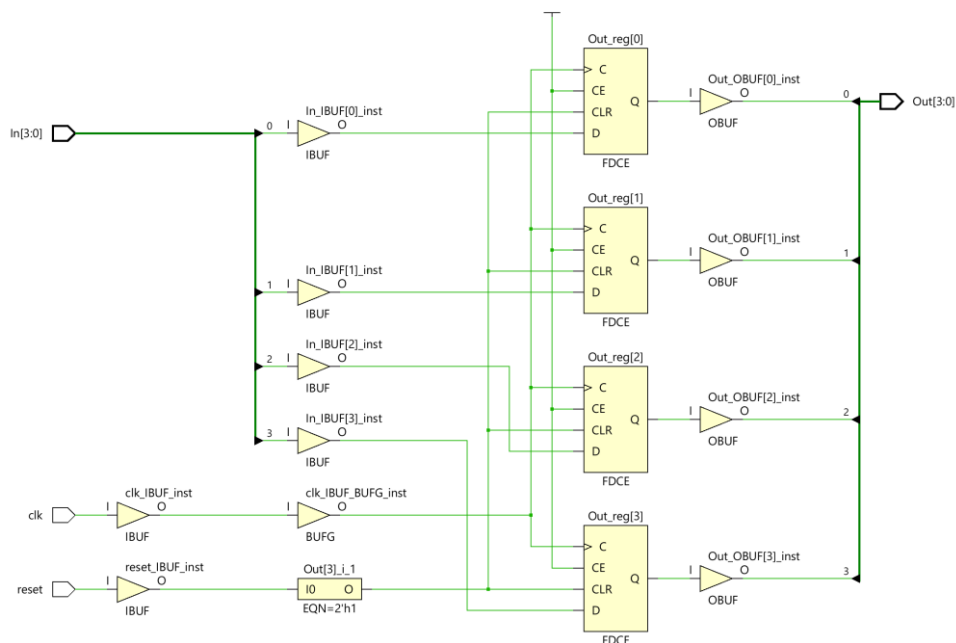 Out_reg[0]
C
CE
CLR
D
Q
FDCE
Out_OBUF[0]_inst
I
O
OBUF
0
Out[3:0]
In[3:0]
0
In_IBUF[0]_inst
I
O
IBUF
Out_reg[1]
C
CE
CLR
D
Q
FDCE
Out_OBUF[1]_inst
I
O
OBUF
1
1
In_IBUF[1]_inst
I
O
IBUF
2
In_IBUF[2]_inst
I
O
IBUF
Out_reg[2]
C
CE
CLR
D
Q
FDCE
Out_OBUF[2]_inst
I
O
OBUF
2
3
In_IBUF[3]_inst
I
O
IBUF
clk
clk_IBUF_inst
I
O
IBUF
clk_IBUF_BUFG_inst
I
O
BUFG
Out_reg[3]
C
CE
CLR
D
Q
FDCE
Out_OBUF[3]_inst
I
O
OBUF
3
reset
reset_IBUF_inst
I
O
IBUF
Out[3]_i_1
I0
O
EQN=2'h1